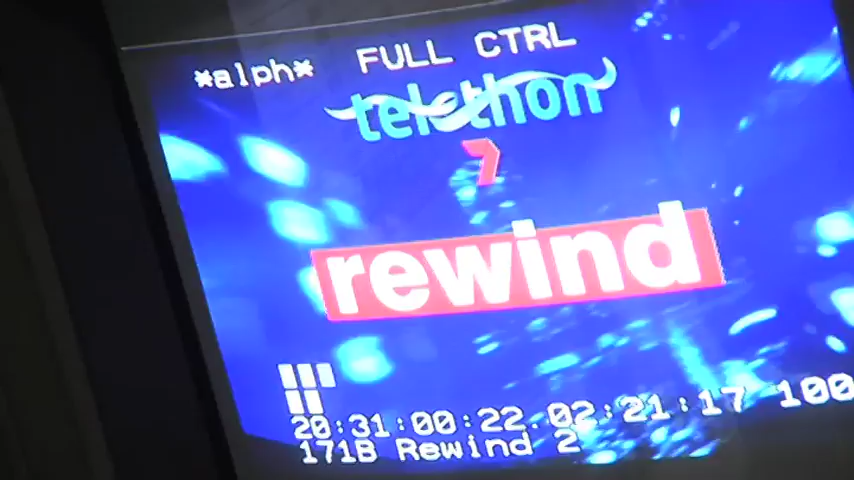 *alph* FULL CTRL
telethon
7
rewind
20:31:00:22.02:21:17 100
171B Rewind 2